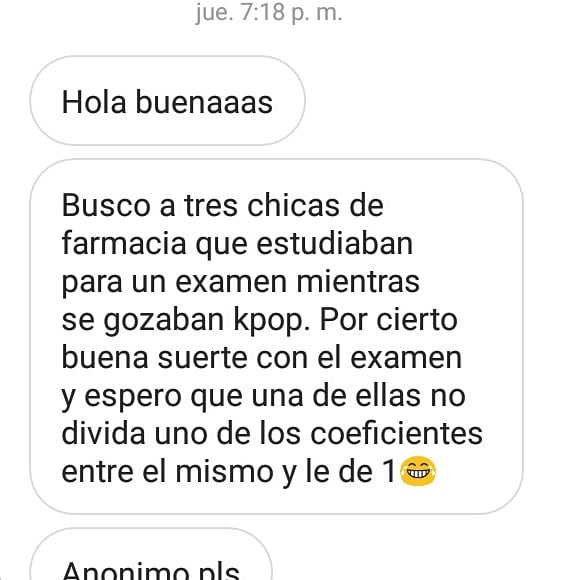 jue. 7:18 p. m.
Hola buenaaas
Busco a tres chicas de
farmacia que estudiaban
para un examen mientras
se gozaban kpop. Por cierto
buena suerte con el examen
y espero que una de ellas no
divida uno de los coeficientes
entre el mismo y le de 1😂
Anonimo pls